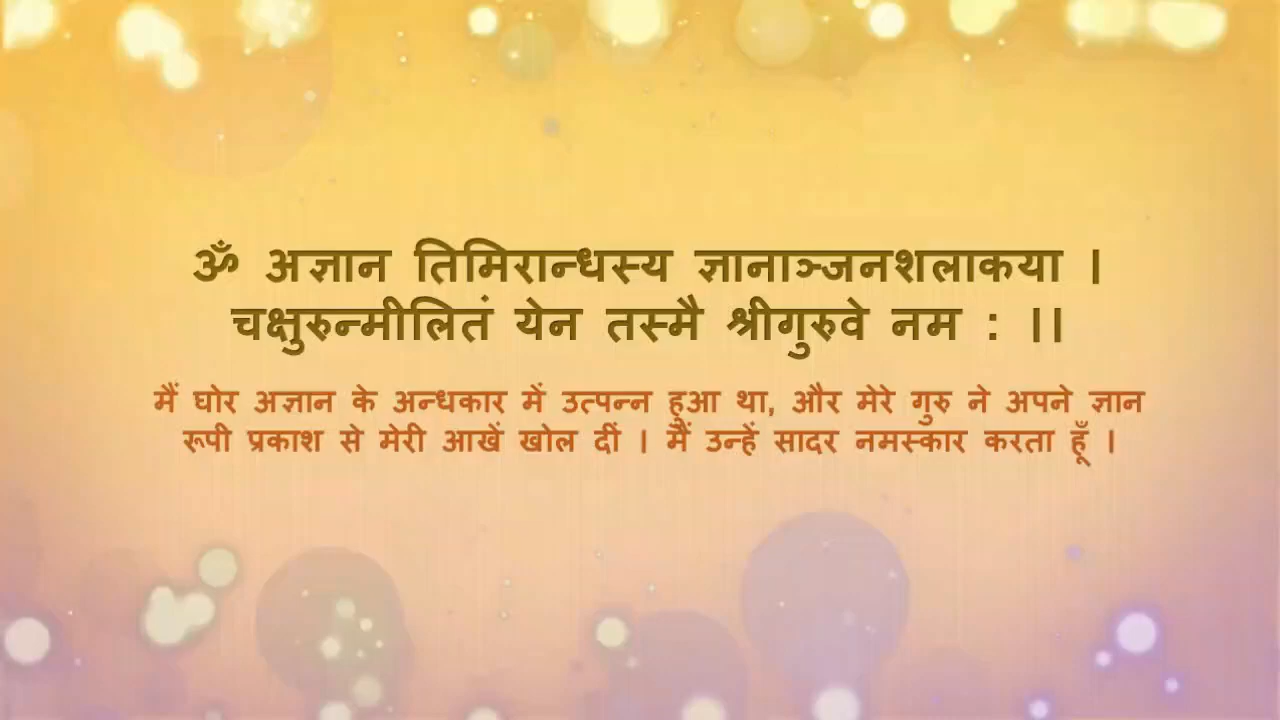 ॐ अज्ञान तिमिरान्धस्य ज्ञानाञ्जनशलाकया ।
चक्षुरुन्मीलितं येन तस्मै श्रीगुरुवे नम : ।।
मैं घोर अज्ञान के अन्धकार में उत्पन्न हुआ था, और मेरे गुरु ने अपने ज्ञान
रूपी प्रकाश से मेरी आखें खोल दीं । मैं उन्हें सादर नमस्कार करता हूँ ।